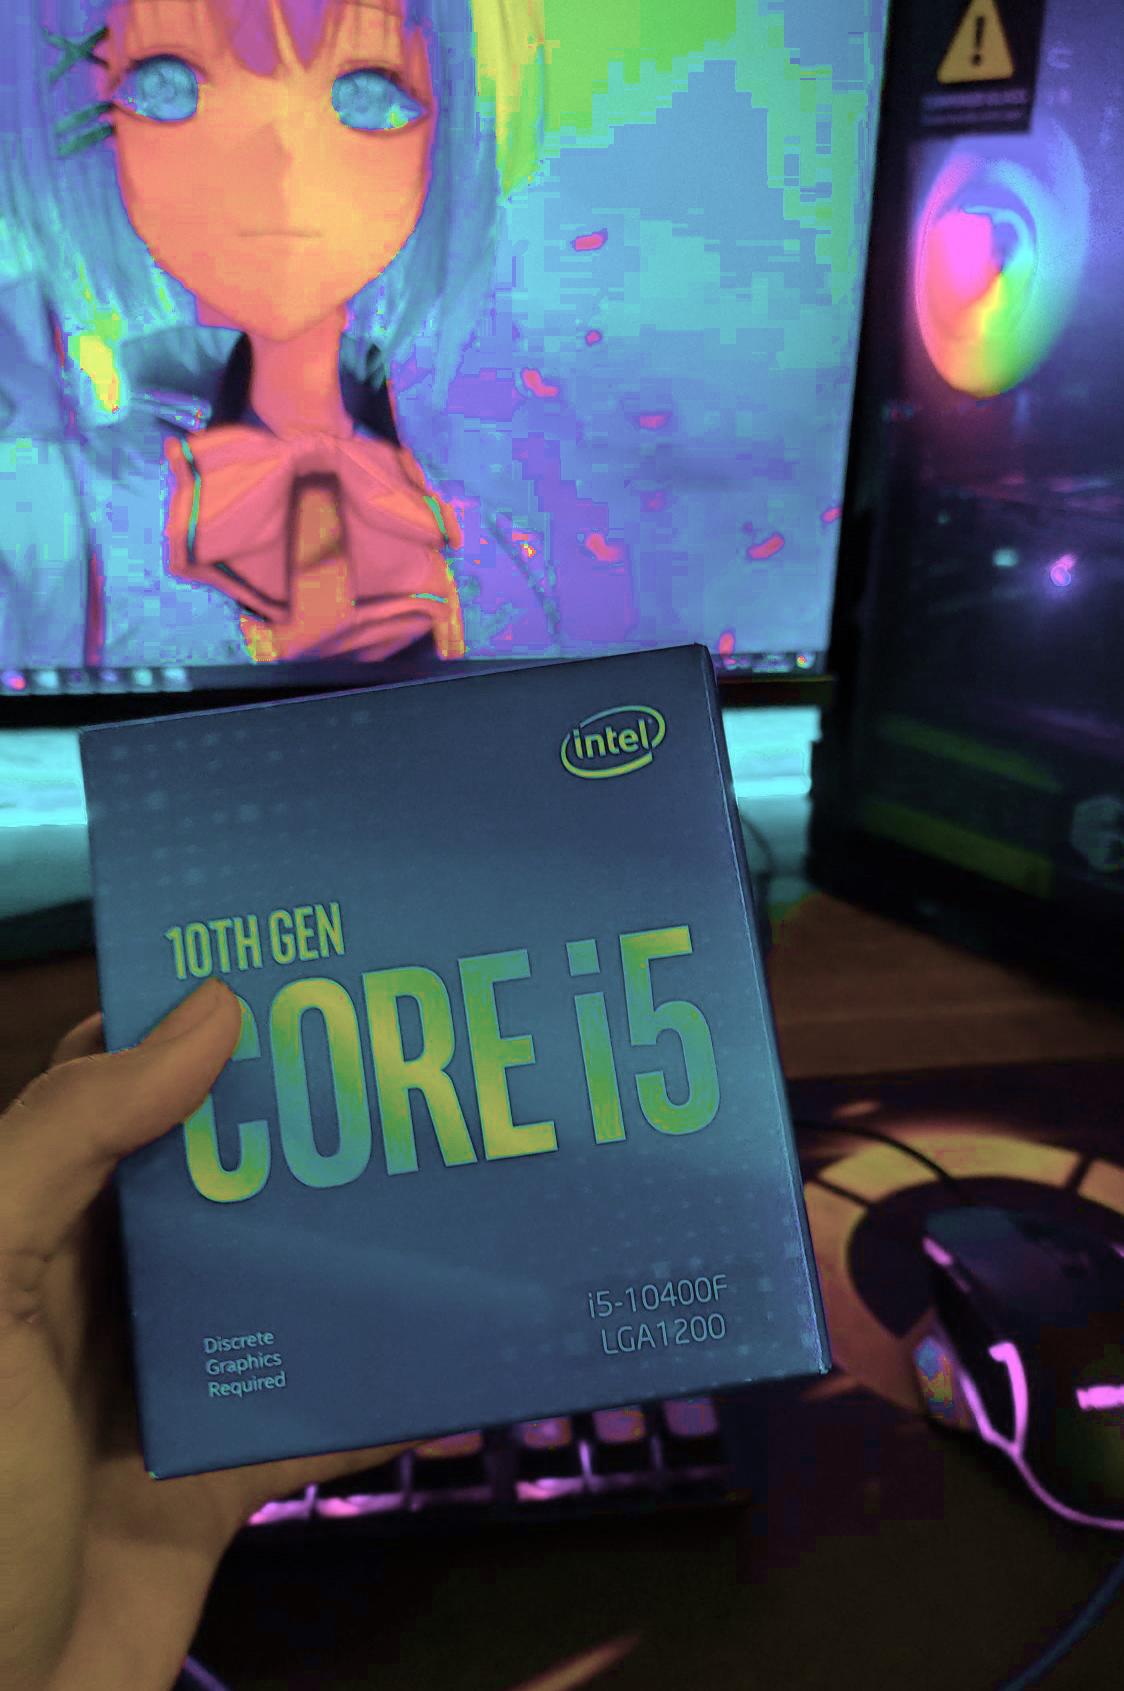 intel
10TH GEN
CORE i5
i5-10400F
LGA1200
Discrete
Graphics
Required